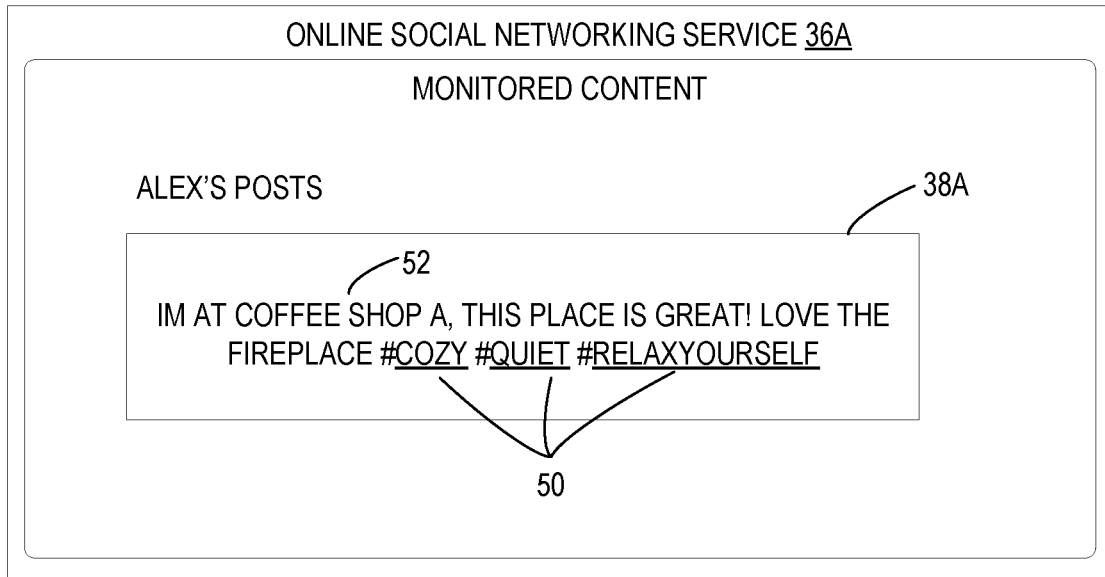 ONLINE SOCIAL NETWORKING SERVICE 36A
MONITORED CONTENT
ALEX'S POSTS
38A
52
IM AT COFFEE SHOP A, THIS PLACE IS GREAT! LOVE THE
FIREPLACE #COZY #QUIET #RELAXYOURSELF
50